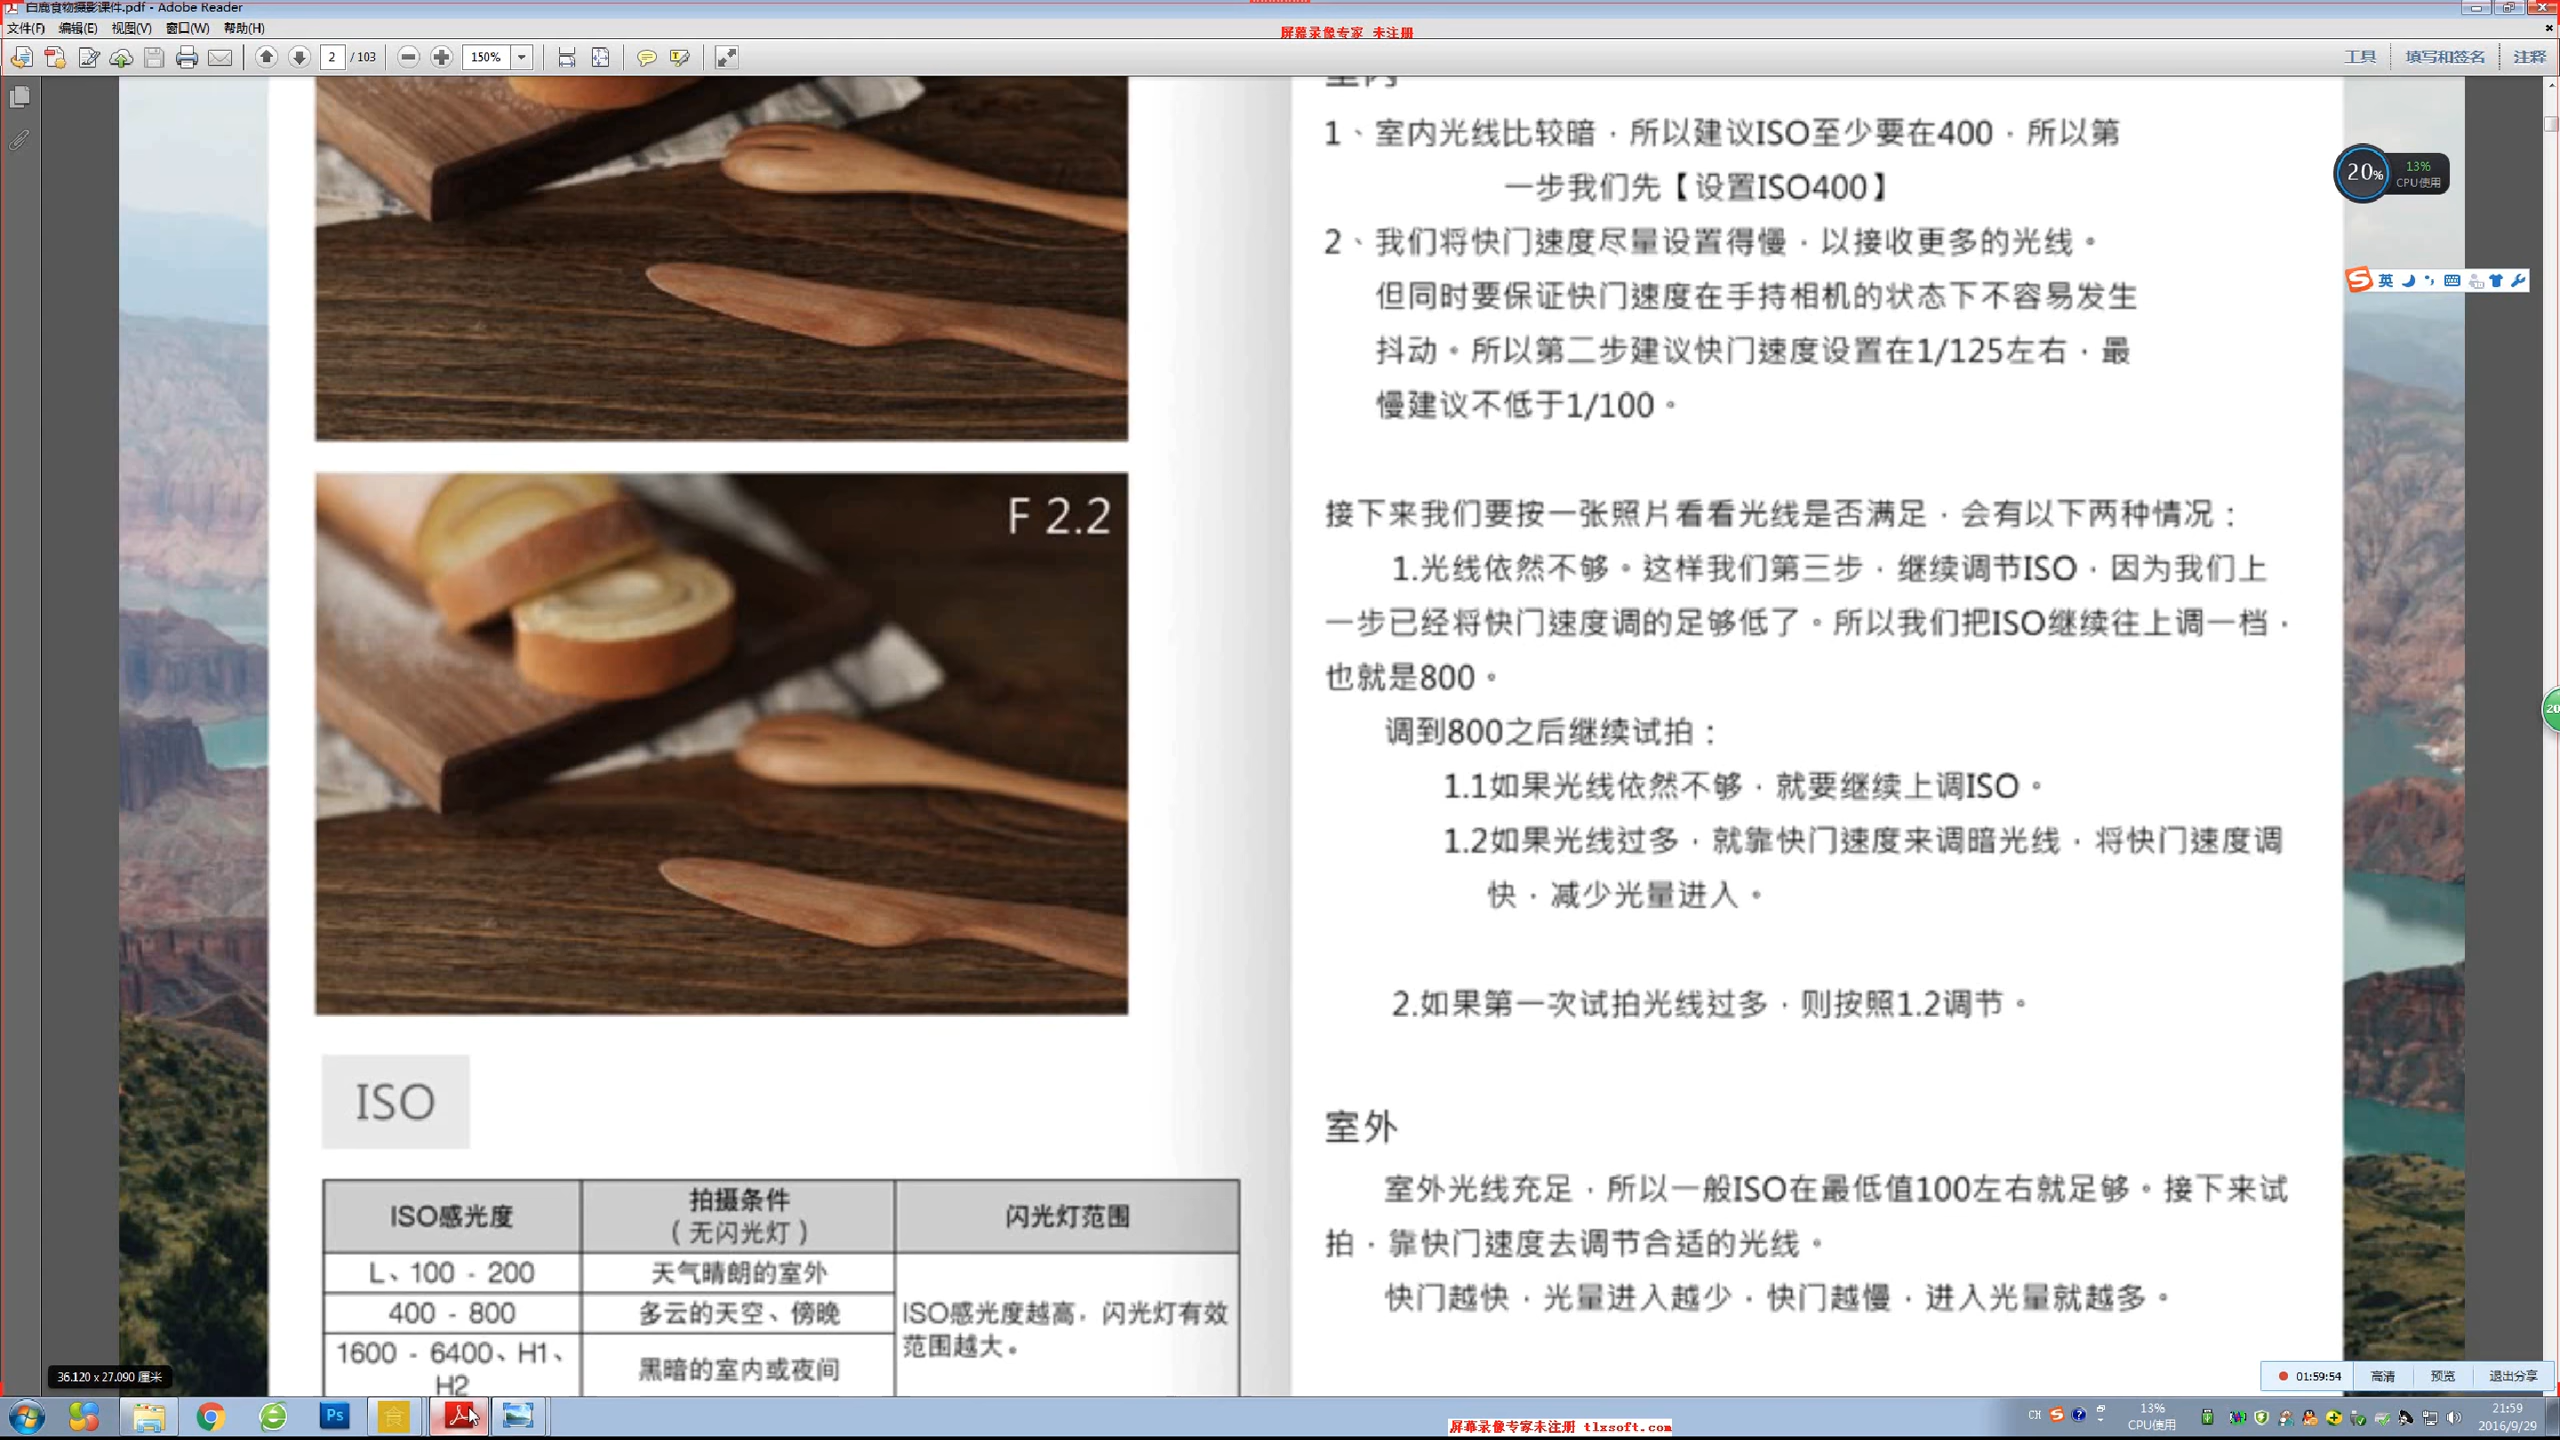 白鹿食物摄影课件.pdf - Adobe Reader
文件(F) 编辑(E) 视图(V) 窗口(W) 帮助(H)
屏幕录像专家 未注册
2 / 103 150%
工具 填写和签名 注释
室内
1、室内光线比较暗，所以建议ISO至少要在400，所以第
一步我们先【设置ISO400】
2、我们将快门速度尽量设置得慢，以接收更多的光线。
但同时要保证快门速度在手持相机的状态下不容易发生
抖动。所以第二步建议快门速度设置在1/125左右，最
慢建议不低于1/100。
20%
13%
CPU使用
英
F 2.2
接下来我们要按一张照片看看光线是否满足，会有以下两种情况：
1.光线依然不够。这样我们第三步，继续调节ISO，因为我们上
一步已经将快门速度调的足够低了。所以我们把ISO继续往上调一档，
也就是800。
调到800之后继续试拍：
1.1如果光线依然不够，就要继续上调ISO。
1.2如果光线过多，就靠快门速度来调暗光线，将快门速度调
快，减少光量进入。
2.如果第一次试拍光线过多，则按照1.2调节。
20
ISO
ISO感光度 拍摄条件（无闪光灯） 闪光灯范围
L、100 - 200 天气晴朗的室外
400 - 800 多云的天空、傍晚
1600 - 6400、H1、H2 黑暗的室内或夜间
ISO感光度越高，闪光灯有效
范围越大。
室外
室外光线充足，所以一般ISO在最低值100左右就足够。接下来试
拍，靠快门速度去调节合适的光线。
快门越快，光量进入越少，快门越慢，进入光量就越多。
36.120 x 27.090 厘米
01:59:54 高清 预览 退出分享
Ps
食
屏幕录像专家未注册 tlxsoft.com
CH
13%
CPU使用
21:59
2016/9/29